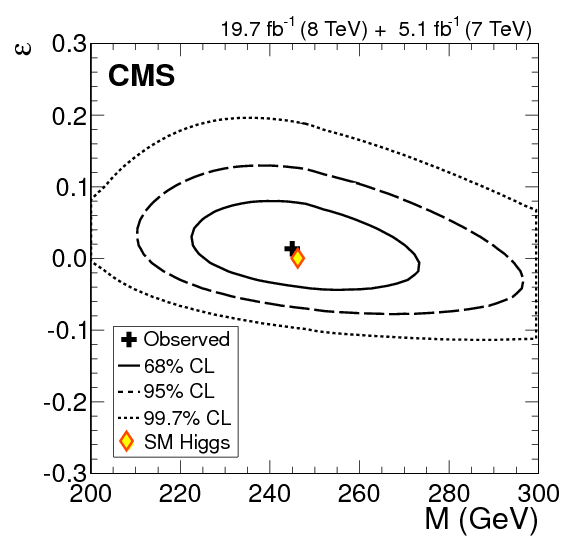 19.7 fb⁻¹ (8 TeV) + 5.1 fb⁻¹ (7 TeV)
ε
0.3
CMS
0.2
0.1
0.0
-0.1
Observed
68% CL
95% CL
99.7% CL
SM Higgs
-0.2
-0.3
200 220 240 260 280 300
M (GeV)